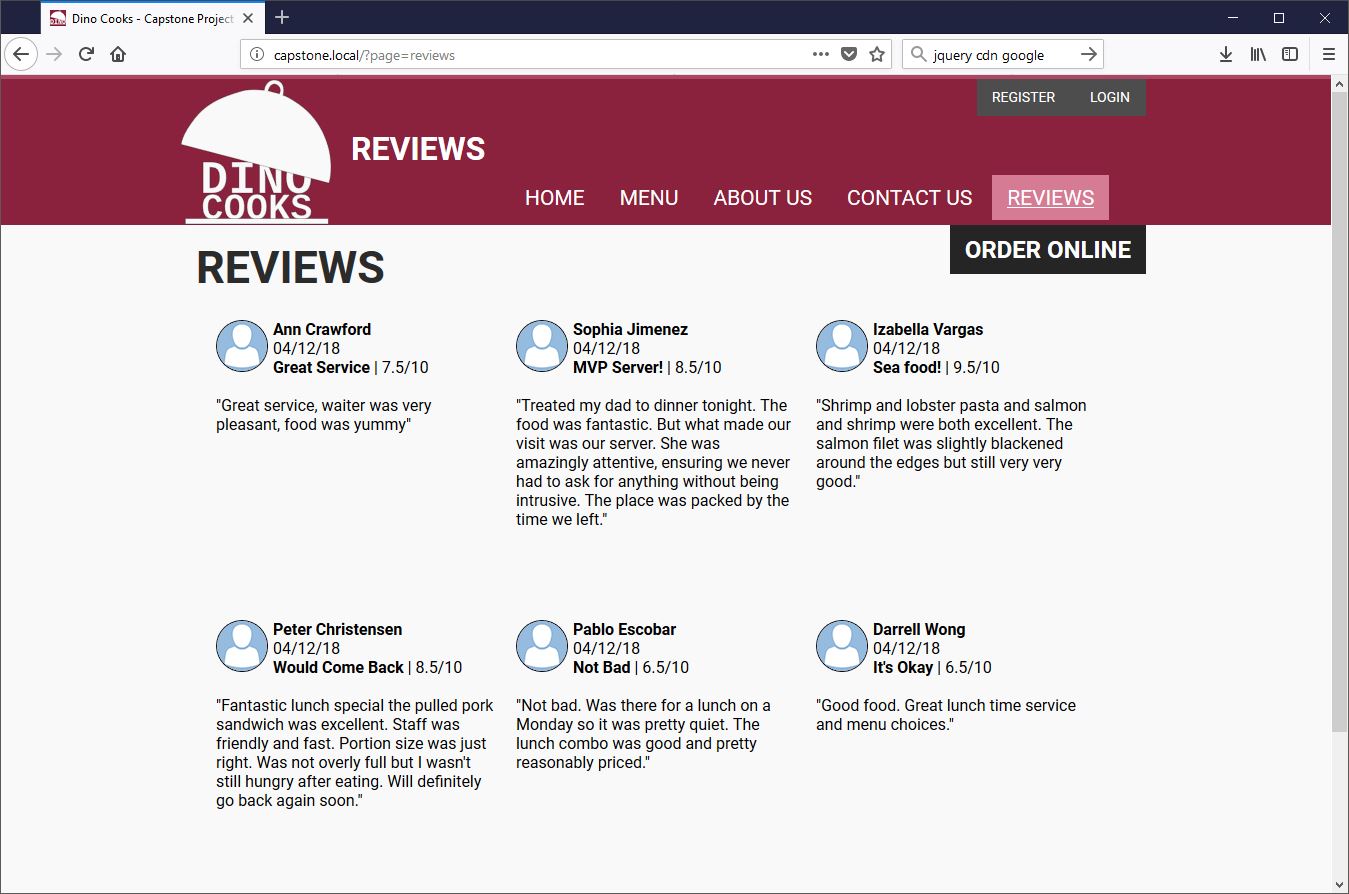 Dino Cooks - Capstone Project
capstone.local/?page=reviews
jquery cdn google
REGISTER LOGIN
DINO
COOKS
REVIEWS
HOME MENU ABOUT US CONTACT US REVIEWS
ORDER ONLINE
REVIEWS
Ann Crawford
04/12/18
Great Service | 7.5/10
"Great service, waiter was very
pleasant, food was yummy"
Sophia Jimenez
04/12/18
MVP Server! | 8.5/10
"Treated my dad to dinner tonight. The
food was fantastic. But what made our
visit was our server. She was
amazingly attentive, ensuring we never
had to ask for anything without being
intrusive. The place was packed by the
time we left."
Izabella Vargas
04/12/18
Sea food! | 9.5/10
"Shrimp and lobster pasta and salmon
and shrimp were both excellent. The
salmon filet was slightly blackened
around the edges but still very very
good."
Peter Christensen
04/12/18
Would Come Back | 8.5/10
"Fantastic lunch special the pulled pork
sandwich was excellent. Staff was
friendly and fast. Portion size was just
right. Was not overly full but I wasn't
still hungry after eating. Will definitely
go back again soon."
Pablo Escobar
04/12/18
Not Bad | 6.5/10
"Not bad. Was there for a lunch on a
Monday so it was pretty quiet. The
lunch combo was good and pretty
reasonably priced."
Darrell Wong
04/12/18
It's Okay | 6.5/10
"Good food. Great lunch time service
and menu choices."